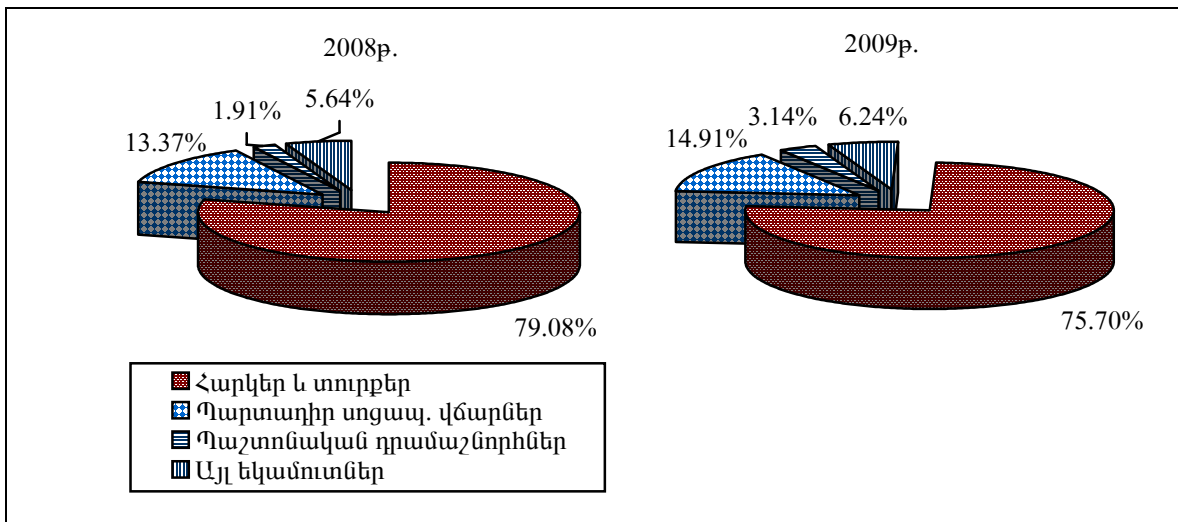 2008թ.
2009թ.
1.91%
5.64%
13.37%
79.08%
3.14%
6.24%
14.91%
75.70%
Հարկեր և տուրքեր
Պարտադիր սոցապ. վճարներ
Պաշտոնական դրամաշնորհներ
Այլ եկամուտներ